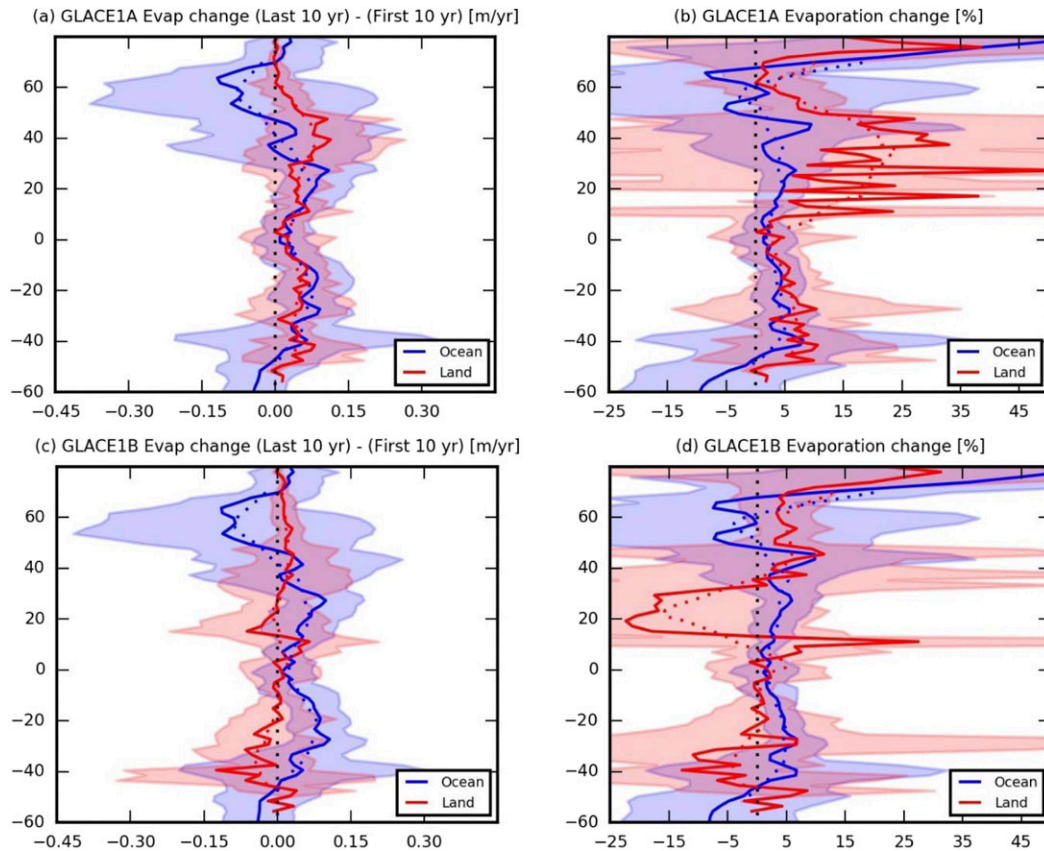 (a) GLACE1A Evap change (Last 10 yr) - (First 10 yr) [m/yr]
(b) GLACE1A Evaporation change [%]
60
40
20
0
−20
−40
−60
Ocean
Land
−0.45 −0.30 −0.15 0.00 0.15 0.30
60
40
20
0
−20
−40
−60
Ocean
Land
−25 −15 −5 5 15 25 35 45
(c) GLACE1B Evap change (Last 10 yr) - (First 10 yr) [m/yr]
(d) GLACE1B Evaporation change [%]
60
40
20
0
−20
−40
−60
Ocean
Land
−0.45 −0.30 −0.15 0.00 0.15 0.30
60
40
20
0
−20
−40
−60
Ocean
Land
−25 −15 −5 5 15 25 35 45